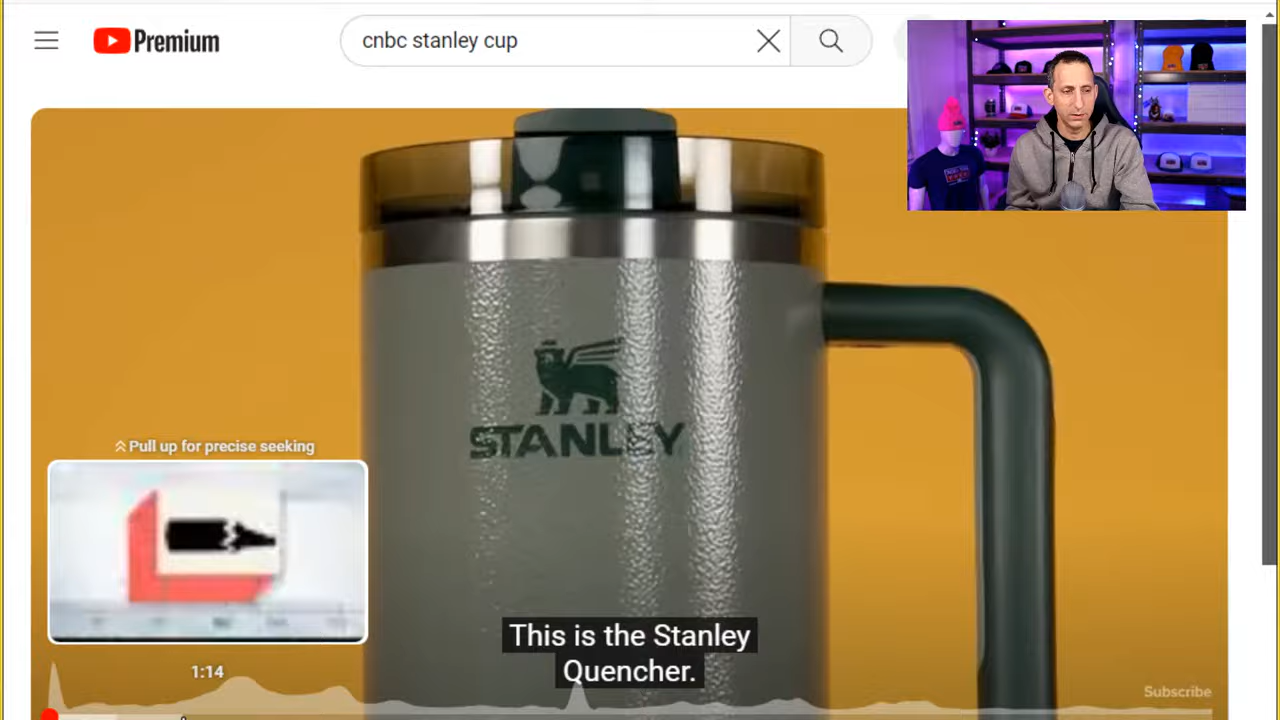 Premium
cnbc stanley cup
STANLEY
Pull up for precise seeking
This is the Stanley
Quencher.
1:14
Subscribe